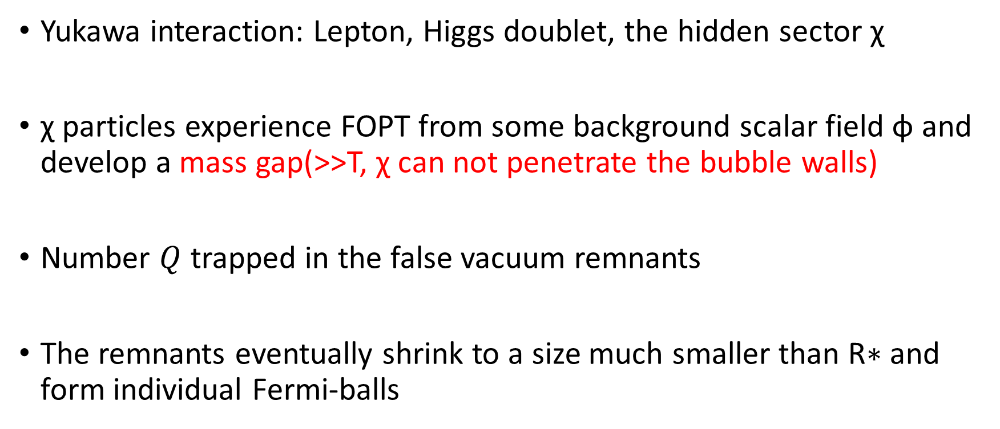 • Yukawa interaction: Lepton, Higgs doublet, the hidden sector χ
• χ particles experience FOPT from some background scalar field ϕ and
develop a mass gap(>>T, χ can not penetrate the bubble walls)
• Number 𝑄 trapped in the false vacuum remnants
• The remnants eventually shrink to a size much smaller than R∗ and
form individual Fermi-balls